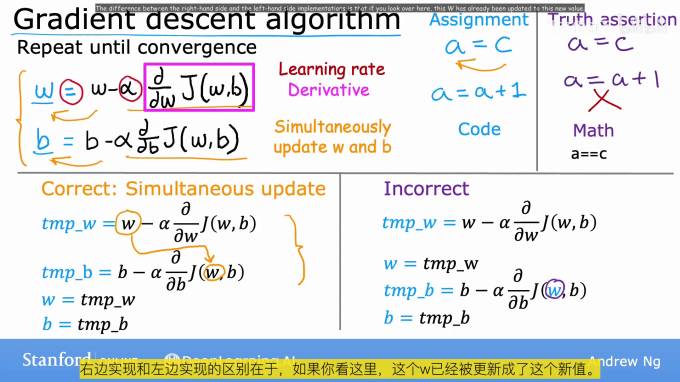 The difference between the right-hand side and the left-hand side implementations is that if you look over here, this W has already been updated to this new value,
Gradient descent algorithm
Repeat until convergence
w = w-α ∂/∂w J(w,b)
b = b-α ∂/∂b J(w,b)
Learning rate
Derivative
Simultaneously
update w and b
Assignment
a = c
a = a+1
Code
Truth assertion
a = c
a = a+1
Math
a==c
Correct: Simultaneous update
tmp_w = w − α ∂/∂w J(w, b)
tmp_b = b − α ∂/∂b J(w, b)
w = tmp_w
b = tmp_b
Incorrect
tmp_w = w − α ∂/∂w J(w, b)
w = tmp_w
tmp_b = b − α ∂/∂b J(w, b)
b = tmp_b
Stanford
Andrew Ng
右边实现和左边实现的区别在于，如果你看这里，这个w已经被更新成了这个新值。